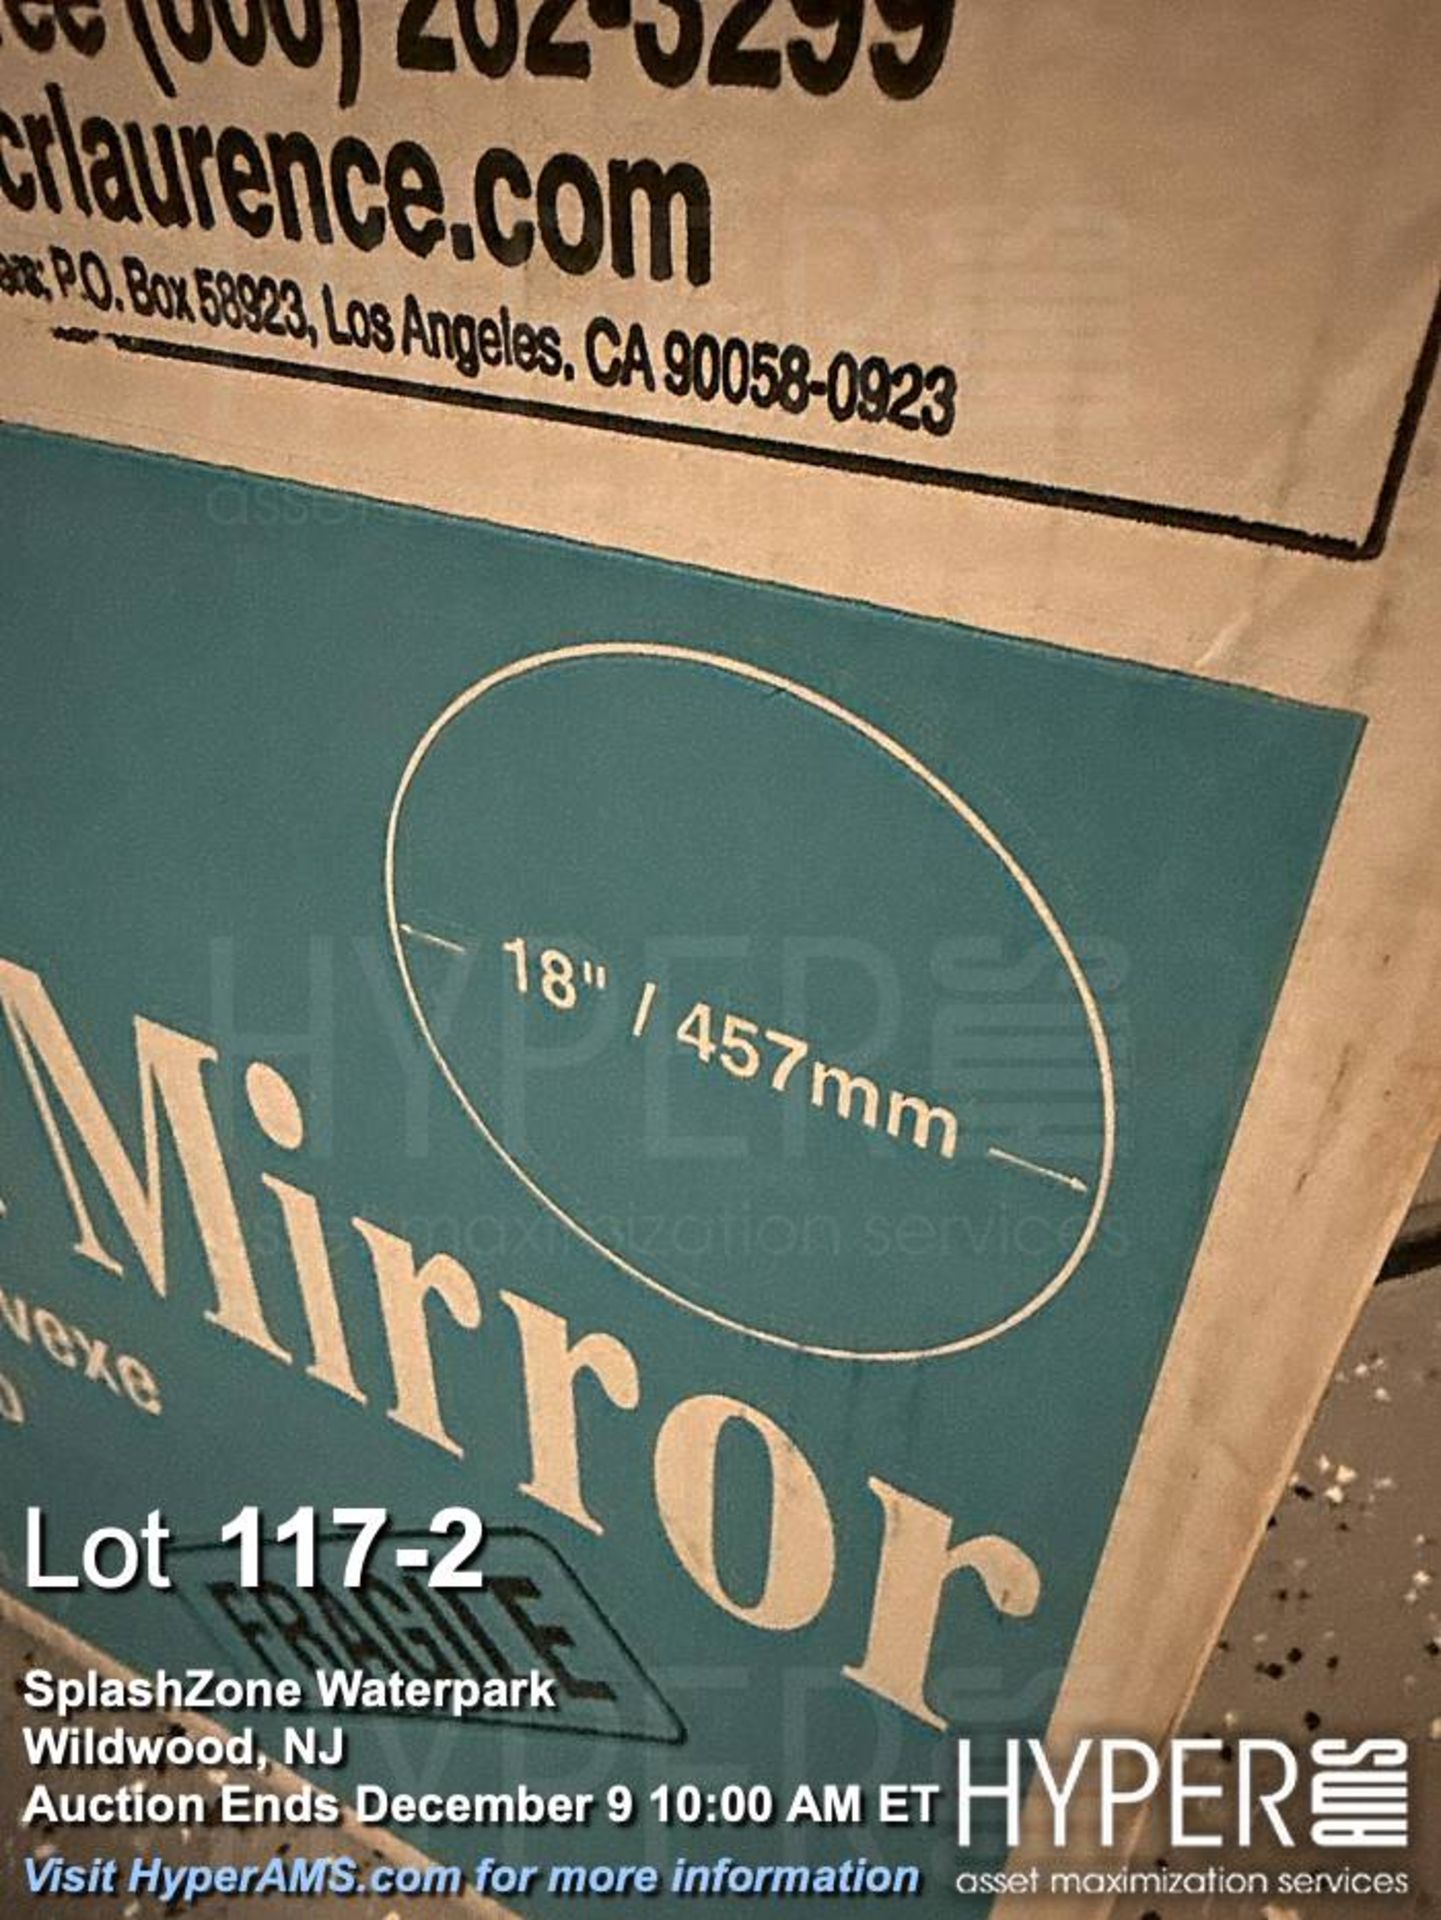 262-3299
crlaurence.com
P.O. Box 58923, Los Angeles, CA 90058-0923
18" / 457mm
Mirror
FRAGILE
Lot 117-2
SplashZone Waterpark
Wildwood, NJ
Auction Ends December 9 10:00 AM ET
Visit HyperAMS.com for more information
HYPER AMS
asset maximization services